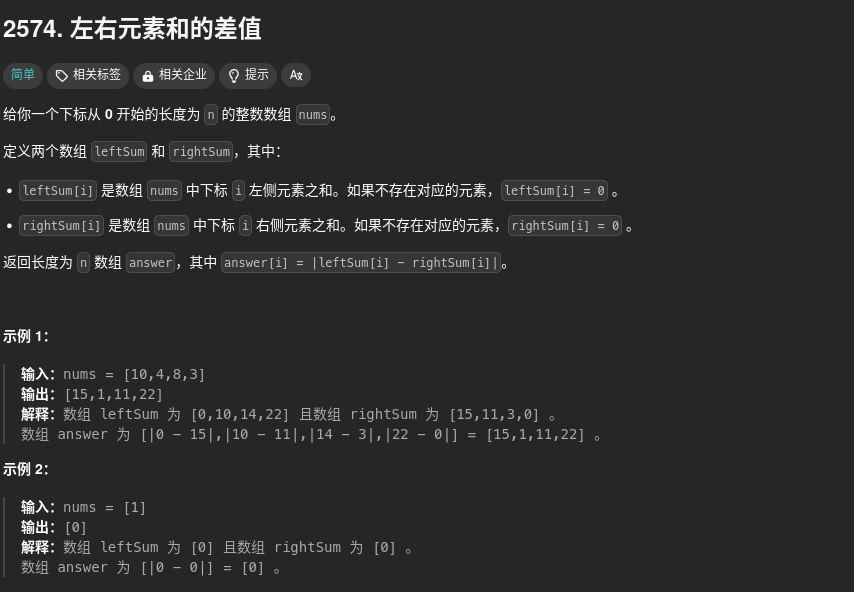 2574. 左右元素和的差值
简单 相关标签 相关企业 提示 Aあ
给你一个下标从 0 开始的长度为 n 的整数数组 nums。
定义两个数组 leftSum 和 rightSum，其中：
• leftSum[i] 是数组 nums 中下标 i 左侧元素之和。如果不存在对应的元素，leftSum[i] = 0 。
• rightSum[i] 是数组 nums 中下标 i 右侧元素之和。如果不存在对应的元素，rightSum[i] = 0 。
返回长度为 n 数组 answer，其中 answer[i] = |leftSum[i] − rightSum[i]|。
示例 1：
输入：nums = [10,4,8,3]
输出：[15,1,11,22]
解释：数组 leftSum 为 [0,10,14,22] 且数组 rightSum 为 [15,11,3,0] 。
数组 answer 为 [|0 − 15|,|10 − 11|,|14 − 3|,|22 − 0|] = [15,1,11,22] 。
示例 2：
输入：nums = [1]
输出：[0]
解释：数组 leftSum 为 [0] 且数组 rightSum 为 [0] 。
数组 answer 为 [|0 − 0|] = [0] 。